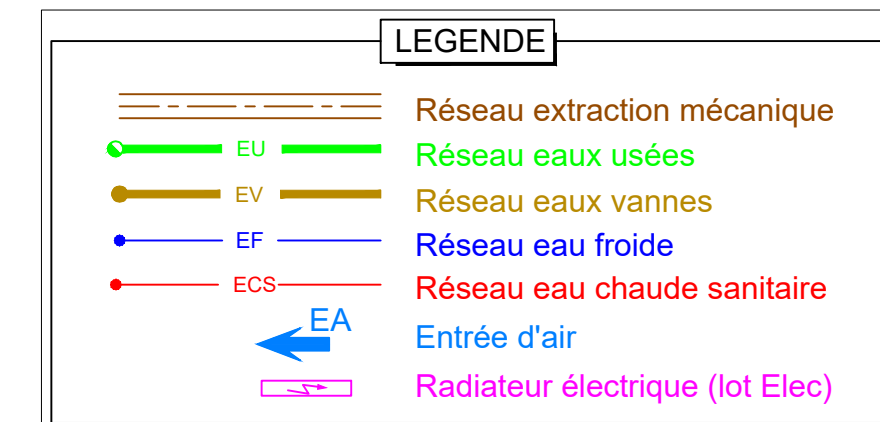 LEGENDE
Réseau extraction mécanique
EU Réseau eaux usées
EV Réseau eaux vannes
EF Réseau eau froide
ECS Réseau eau chaude sanitaire
EA Entrée d'air
Radiateur électrique (lot Elec)